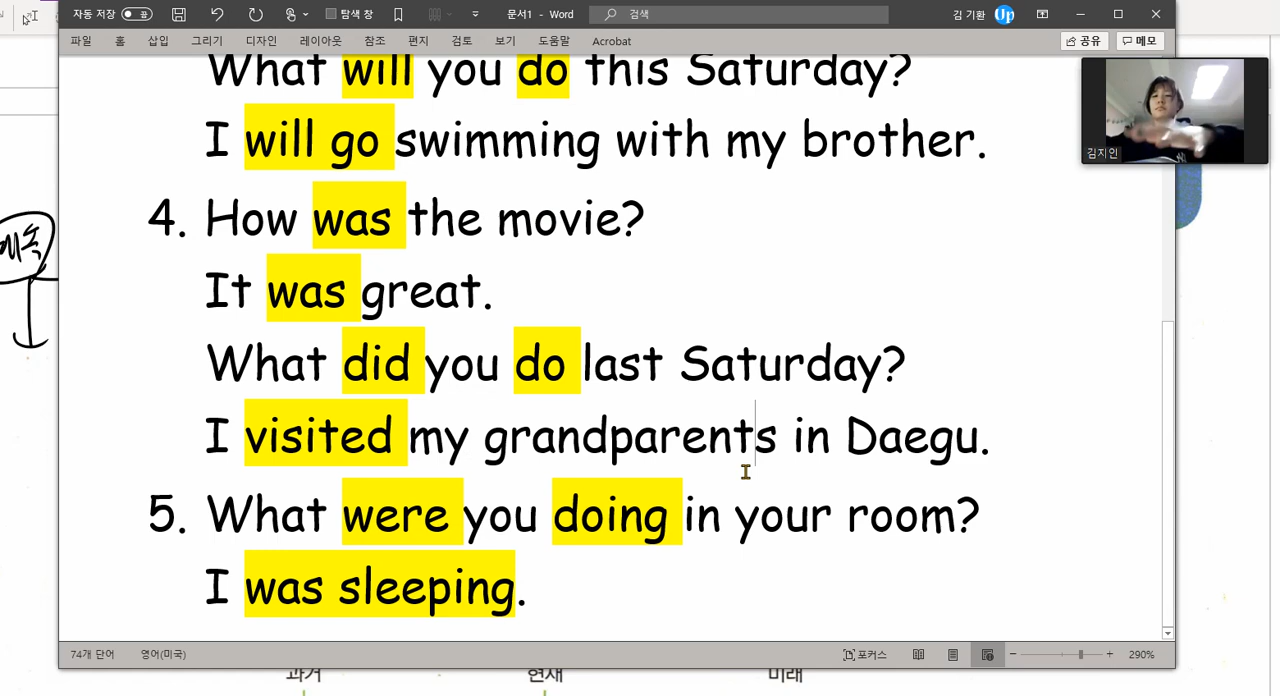 자동 저장 끔 탐색 창 문서1 - Word 검색 김 기환 Up
파일 홈 삽입 그리기 디자인 레이아웃 참조 편지 검토 보기 도움말 Acrobat 공유 메모
What will you do this Saturday?
I will go swimming with my brother.
김지인
4. How was the movie?
It was great.
What did you do last Saturday?
I visited my grandparents in Daegu.
5. What were you doing in your room?
I was sleeping.
74개 단어 영어(미국) 포커스 290%
과거 현재 미래